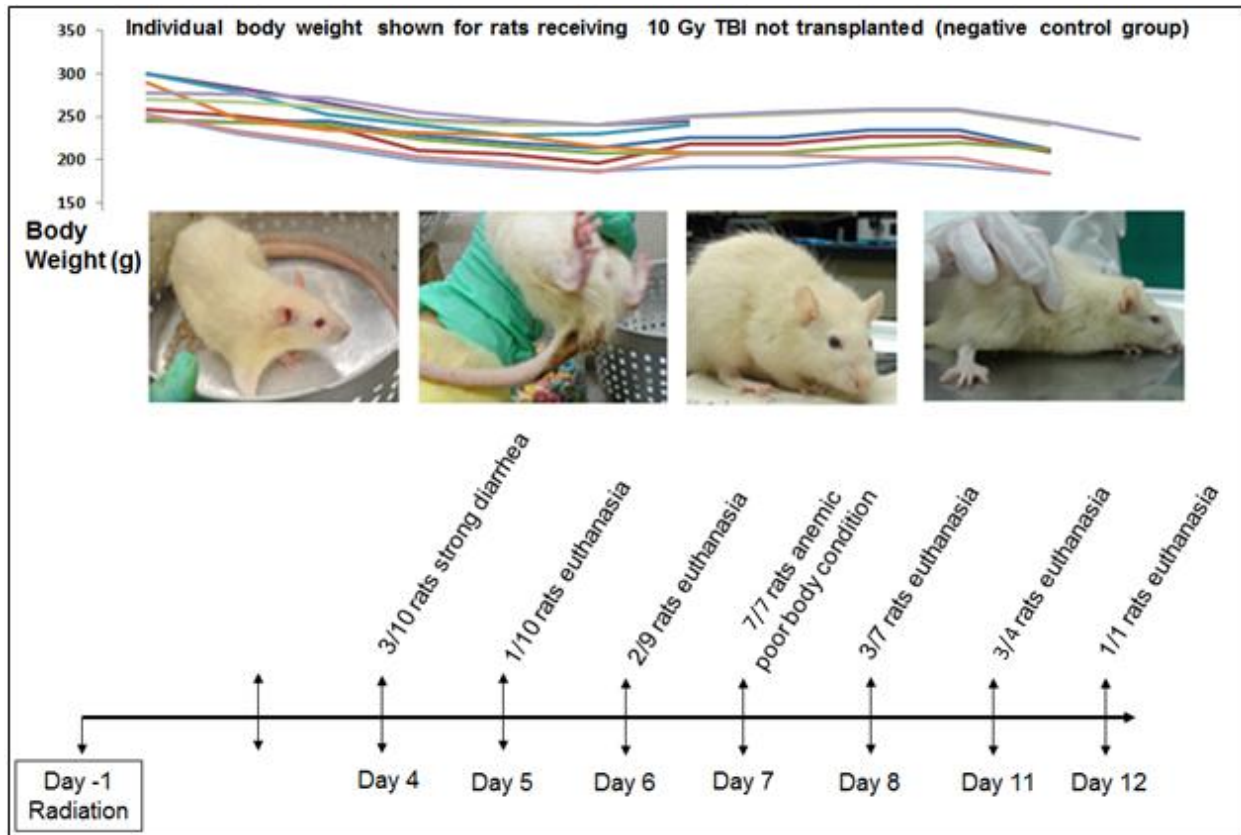 Individual body weight shown for rats receiving 10 Gy TBI not transplanted (negative control group)
350
300
250
200
150
Body
Weight (g)
3/10 rats strong diarrhea
1/10 rats euthanasia
2/9 rats euthanasia
7/7 rats anemic
poor body condition
3/7 rats euthanasia
3/4 rats euthanasia
1/1 rats euthanasia
Day -1
Radiation
Day 4
Day 5
Day 6
Day 7
Day 8
Day 11
Day 12